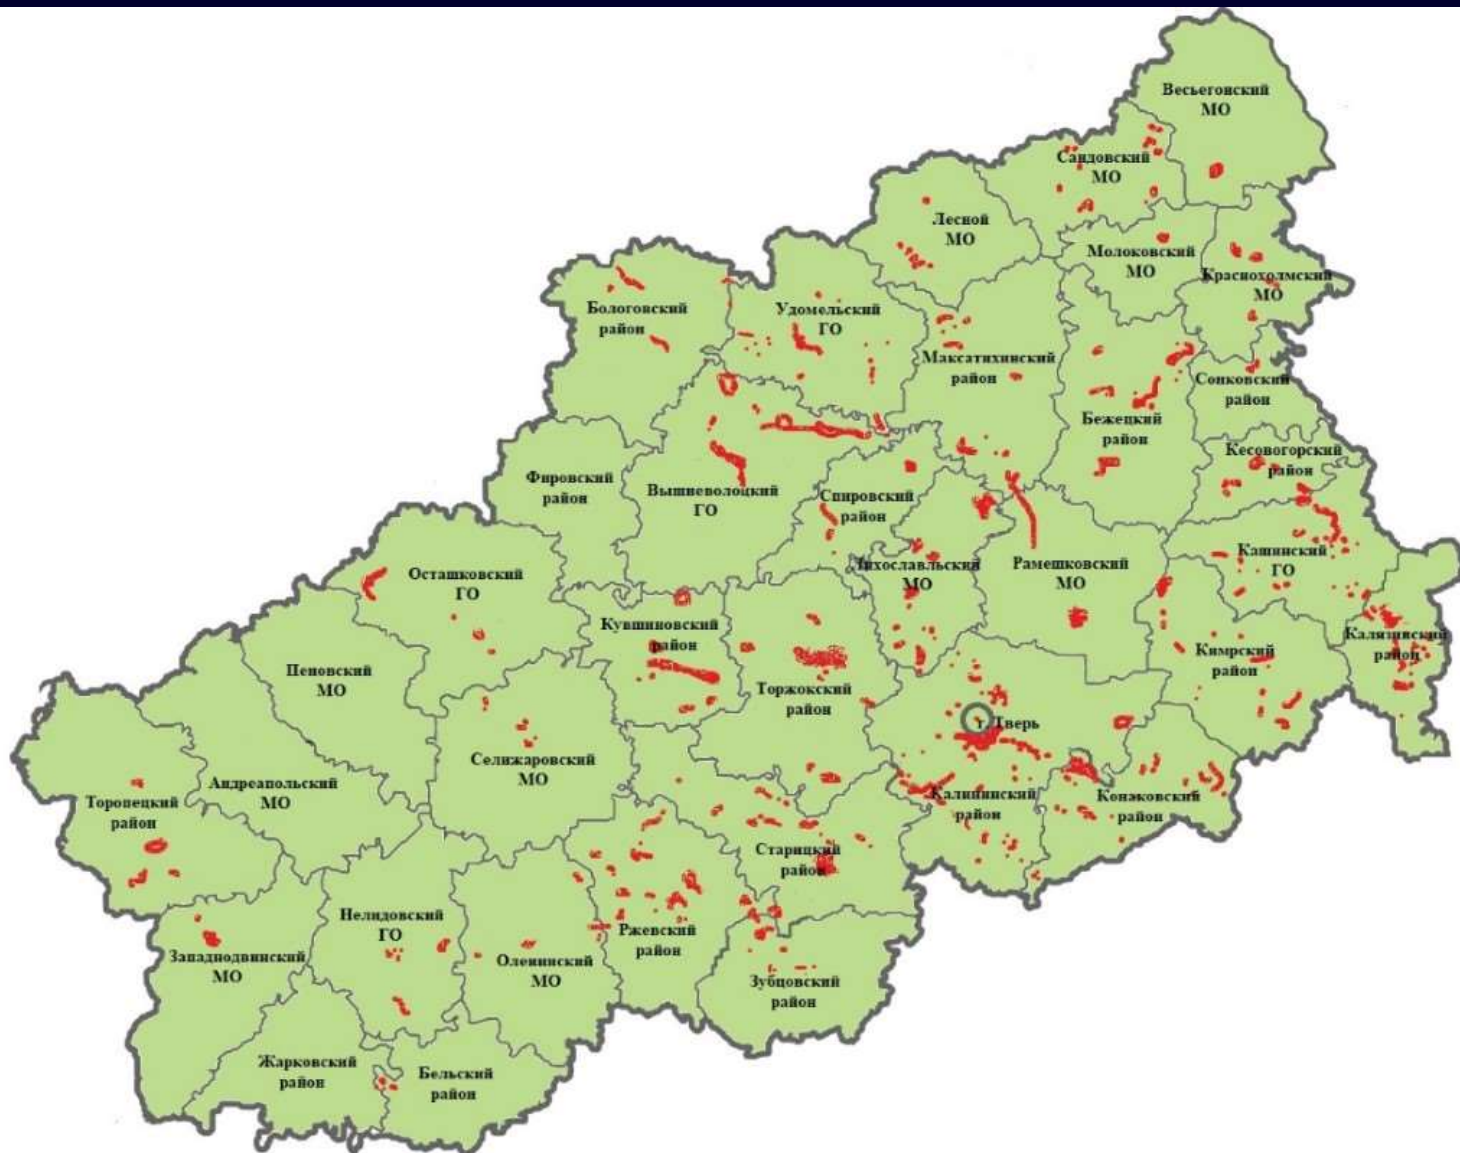 Весьегонский
МО
Сандовский
МО
Лесной
МО
Молоковский
МО
Краснохолмский
МО
Бологовский
район
Удомельский
ГО
Максатихинский
район
Сонковский
район
Бежецкий
район
Кесовогорский
район
Фировский
район
Вышневолоцкий
ГО
Спировский
район
Лихославльский
МО
Рамешковский
МО
Кашинский
ГО
Осташковский
ГО
Кувшиновский
район
Калязинский
район
Кимрский
район
Пеновский
МО
Торжокский
район
г. Тверь
Селижаровский
МО
Андреапольский
МО
Торопецкий
район
Калининский
район
Конаковский
район
Старицкий
район
Нелидовский
ГО
Ржевский
район
Западнодвинский
МО
Оленинский
МО
Зубцовский
район
Жарковский
район
Бельский
район